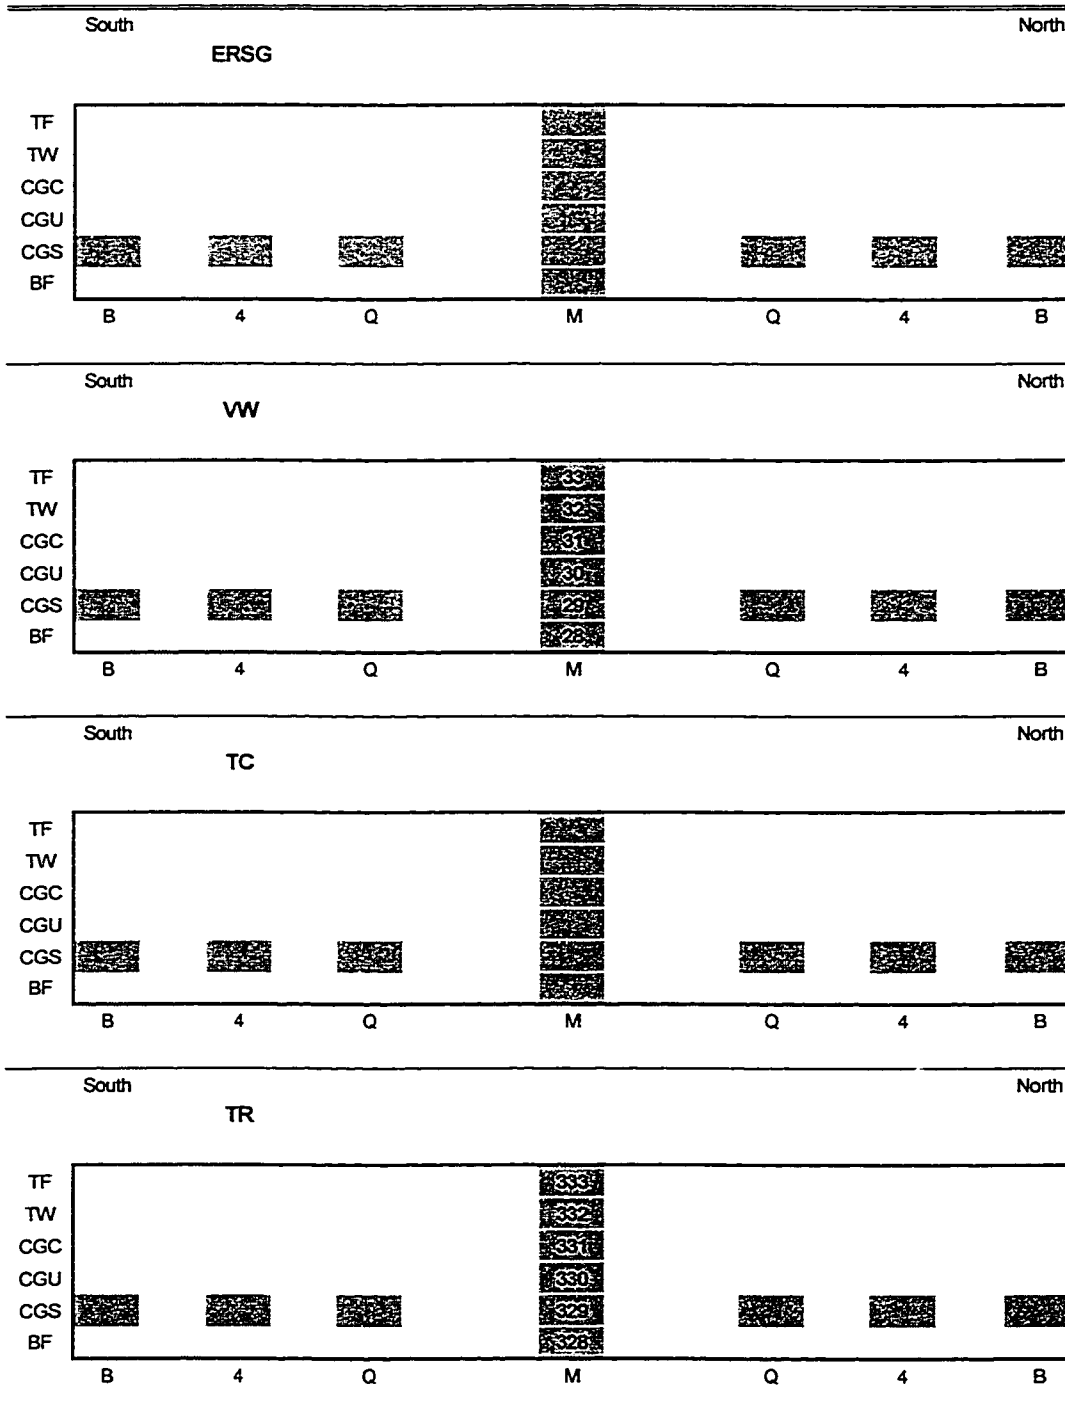 South North
ERSG
TF
TW
CGC
CGU
CGS
BF
B 4 Q M Q 4 B
South North
VW
TF 33
TW 32
CGC 31
CGU 30
CGS 29
BF 28
B 4 Q M Q 4 B
South North
TC
TF
TW
CGC
CGU
CGS
BF
B 4 Q M Q 4 B
South North
TR
TF 333
TW 332
CGC 331
CGU 330
CGS 329
BF 328
B 4 Q M Q 4 B